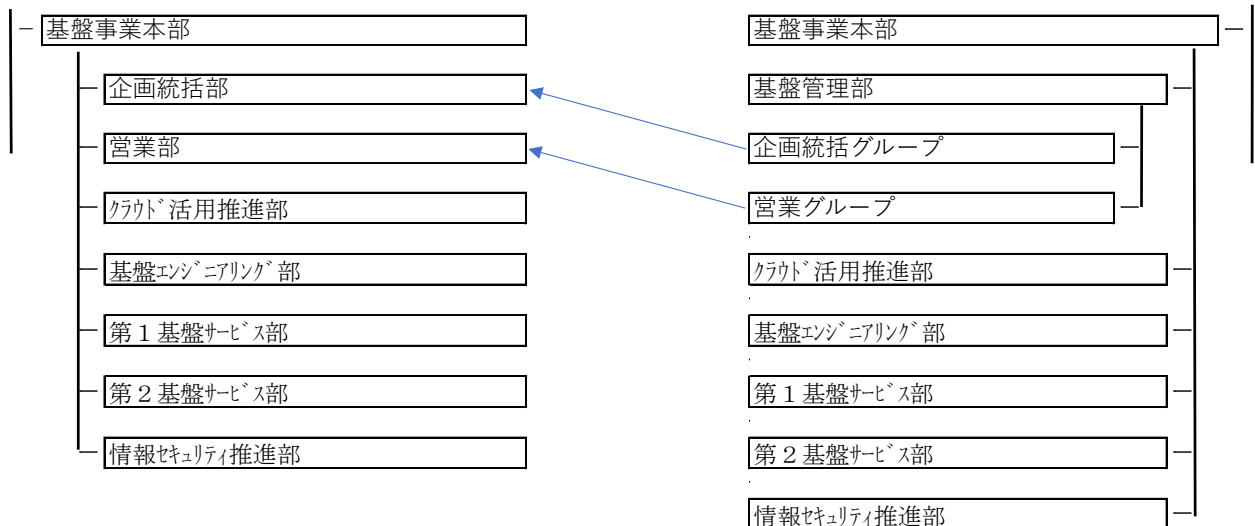 基盤事業本部
企画統括部
営業部
ｸﾗｳﾄﾞ活用推進部
基盤ｴﾝｼﾞﾆｱﾘﾝｸﾞ部
第１基盤ｻｰﾋﾞｽ部
第２基盤ｻｰﾋﾞｽ部
情報ｾｷｭﾘﾃｨ推進部
基盤事業本部
基盤管理部
企画統括グループ
営業グループ
ｸﾗｳﾄﾞ活用推進部
基盤ｴﾝｼﾞﾆｱﾘﾝｸﾞ部
第１基盤ｻｰﾋﾞｽ部
第２基盤ｻｰﾋﾞｽ部
情報ｾｷｭﾘﾃｨ推進部